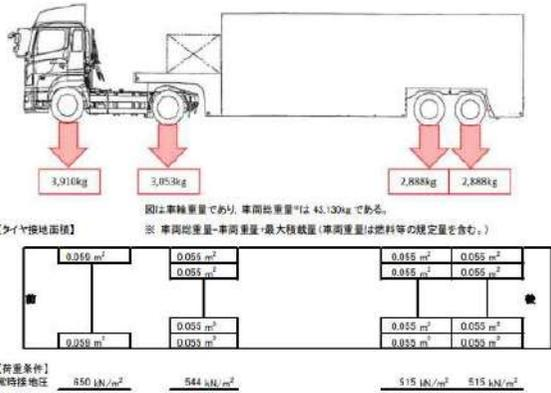 3,910kg 3,053kg 2,888kg 2,888kg
図は車輪重量であり、車両総重量※は 43,130kg である。
※ 車両総重量=車両重量+最大積載量(車両重量は燃料等の規定量を含む。)
【タイヤ接地面積】
0.059 m² 0.055 m² 0.055 m² 0.055 m²
0.055 m² 0.055 m² 0.055 m²
前 後
0.055 m² 0.055 m² 0.055 m²
0.059 m² 0.055 m² 0.055 m² 0.055 m²
【荷重条件】
常時接地圧 650 kN/m² 544 kN/m² 515 kN/m² 515 kN/m²